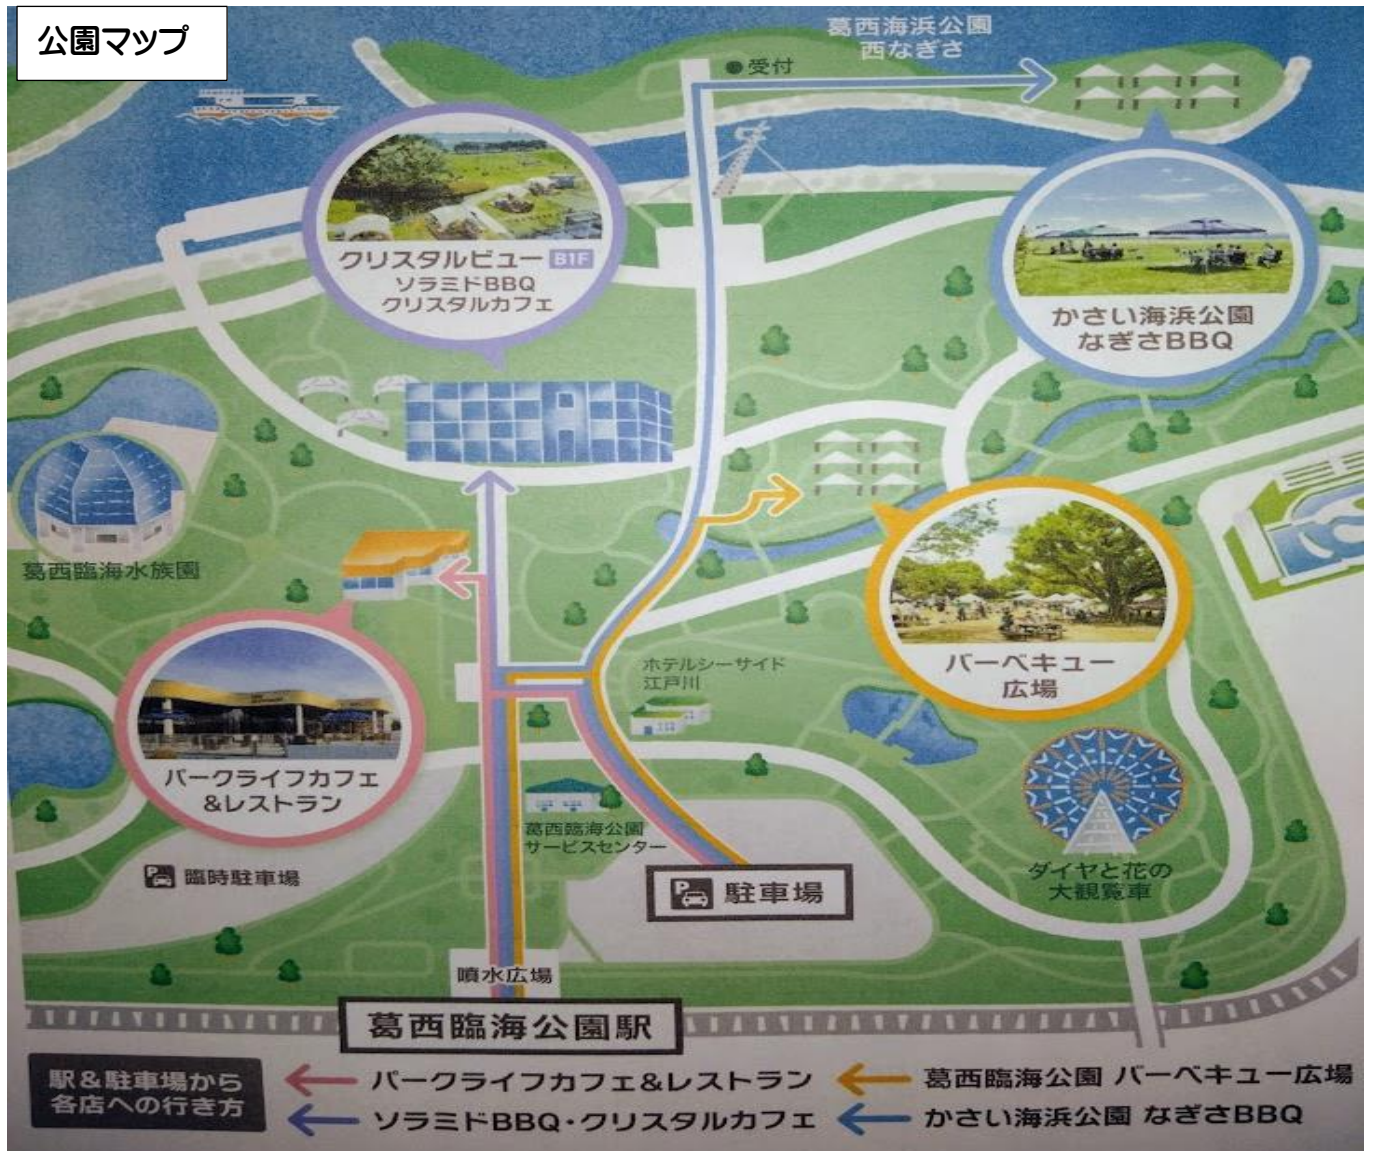 公園マップ
葛西海浜公園
西なぎさ
受付
クリスタルビュー B1F
ソラミドBBQ
クリスタルカフェ
かさい海浜公園
なぎさBBQ
葛西臨海水族園
バーベキュー
広場
ホテルシーサイド
江戸川
パークライフカフェ
&レストラン
葛西臨海公園
サービスセンター
P 臨時駐車場
P 駐車場
ダイヤと花の
大観覧車
噴水広場
葛西臨海公園駅
駅&駐車場から
各店への行き方
パークライフカフェ&レストラン
葛西臨海公園 バーベキュー広場
ソラミドBBQ・クリスタルカフェ
かさい海浜公園 なぎさBBQ